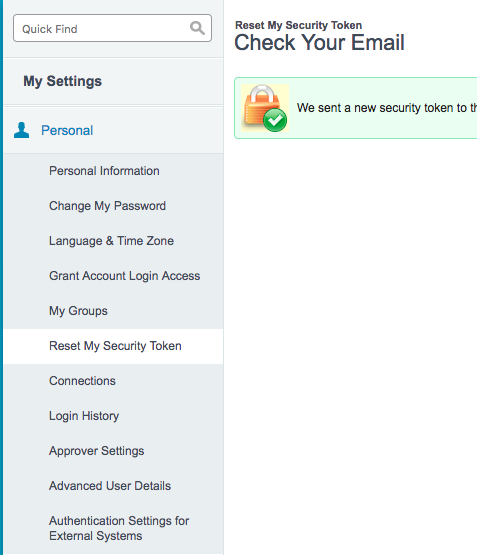 Quick Find
My Settings
Personal
Personal Information
Change My Password
Language & Time Zone
Grant Account Login Access
My Groups
Reset My Security Token
Connections
Login History
Approver Settings
Advanced User Details
Authentication Settings for
External Systems
Reset My Security Token
Check Your Email
We sent a new security token to